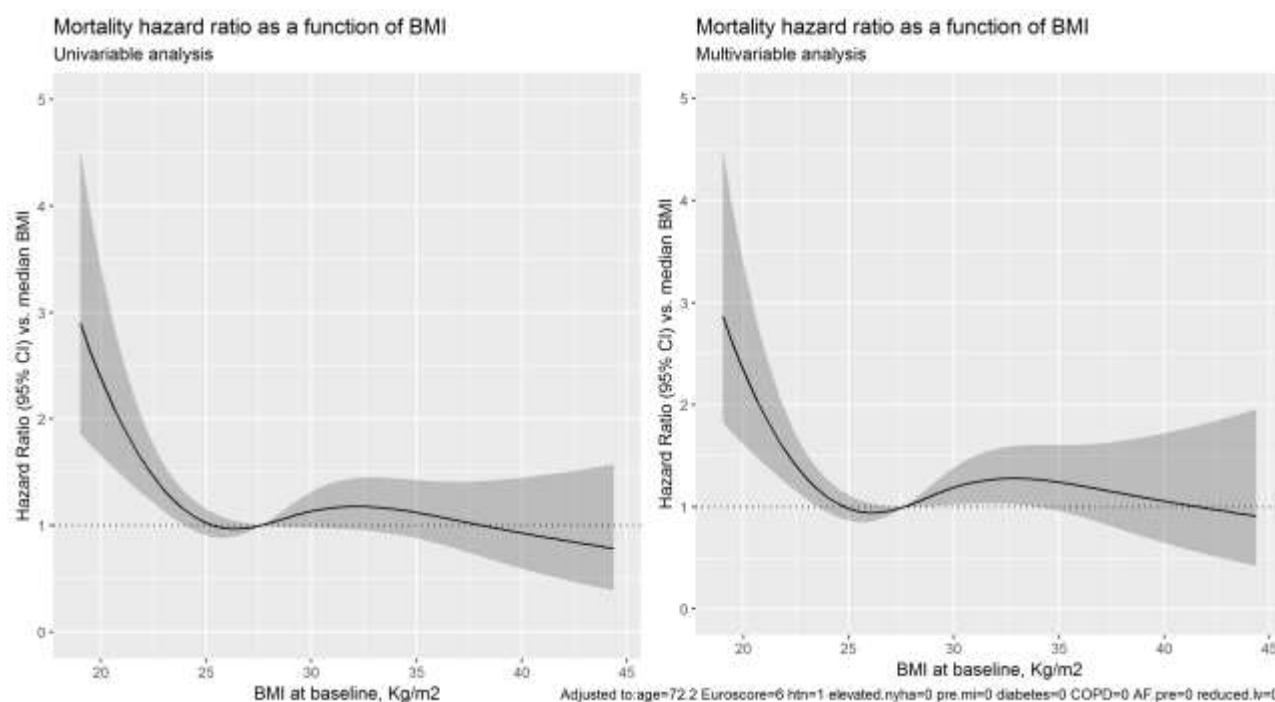 Mortality hazard ratio as a function of BMI
Univariable analysis
Hazard Ratio (95% CI) vs. median BMI
5
4
3
2
1
0
20 25 30 35 40 45
BMI at baseline, Kg/m2
Mortality hazard ratio as a function of BMI
Multivariable analysis
Hazard Ratio (95% CI) vs. median BMI
5
4
3
2
1
0
20 25 30 35 40 45
BMI at baseline, Kg/m2
Adjusted to:age=72.2 Euroscore=6 htn=1 elevated.nyha=0 pre.mi=0 diabetes=0 COPD=0 AF.pre=0 reduced.lv=0